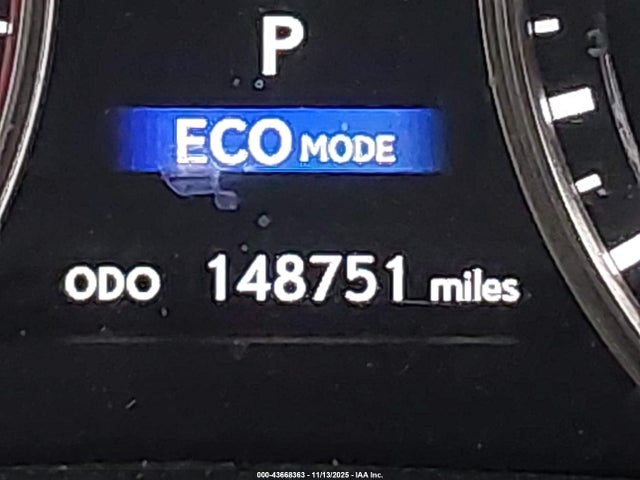 P
ECO MODE
ODO 148751 miles
000-43668363 - 11/13/2025 - IAA Inc.